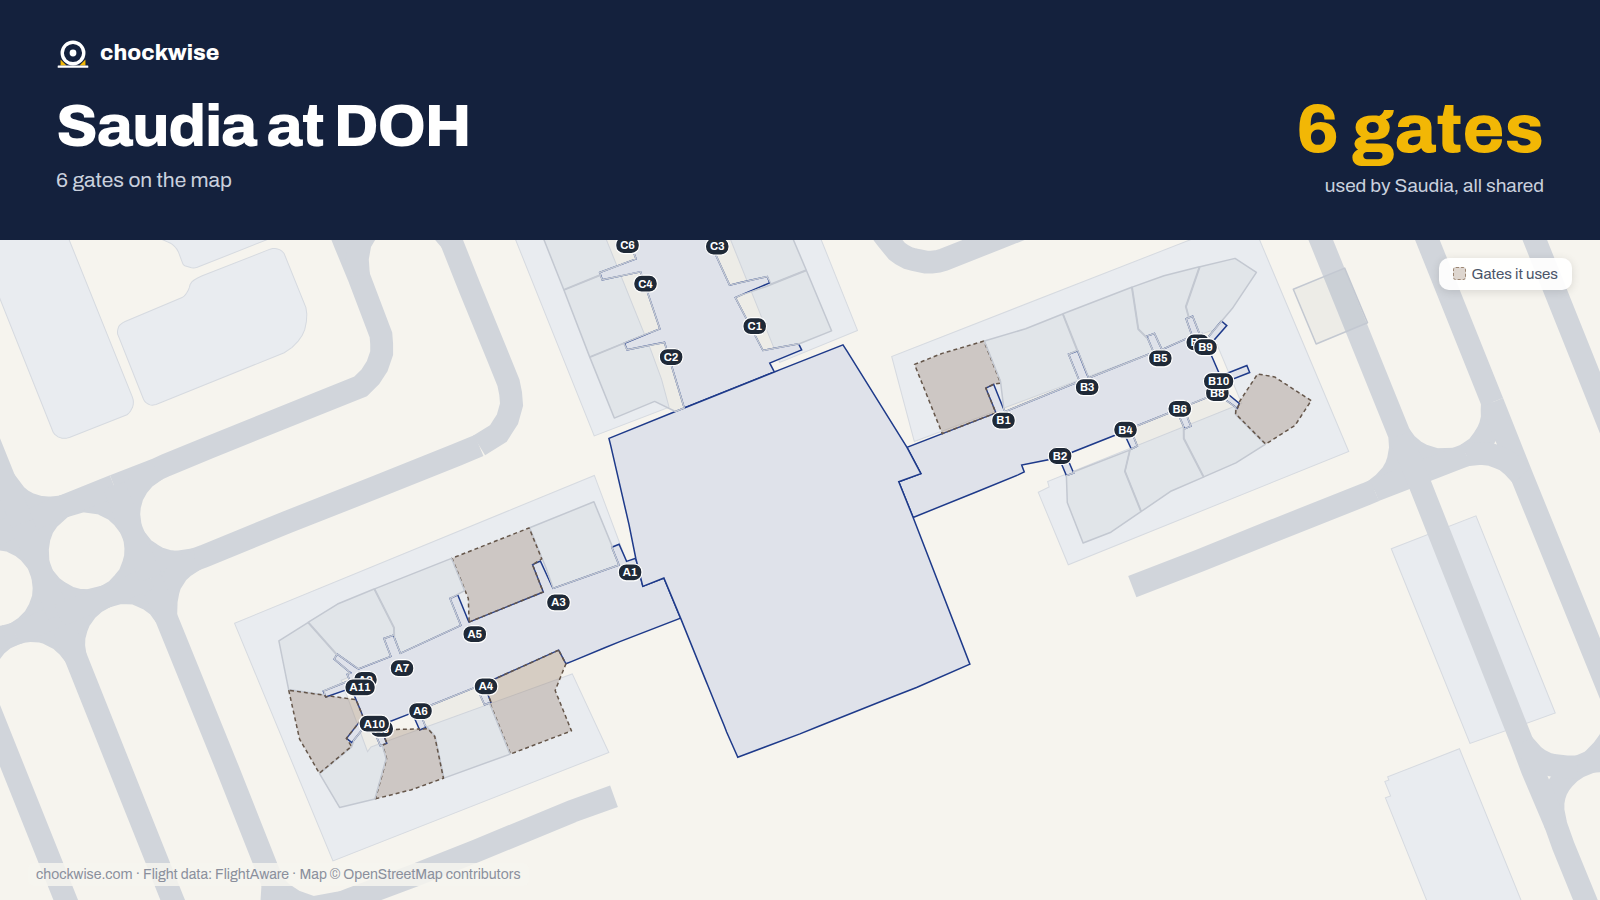 chockwise
Saudia at DOH
6 gates on the map
6 gates
used by Saudia, all shared
Gates it uses
C6
C3
C4
C1
C2
B5
B9
B10
B8
B3
B6
B1
B4
B2
A1
A3
A5
A7
A11
A4
A6
A10
chockwise.com · Flight data: FlightAware · Map © OpenStreetMap contributors